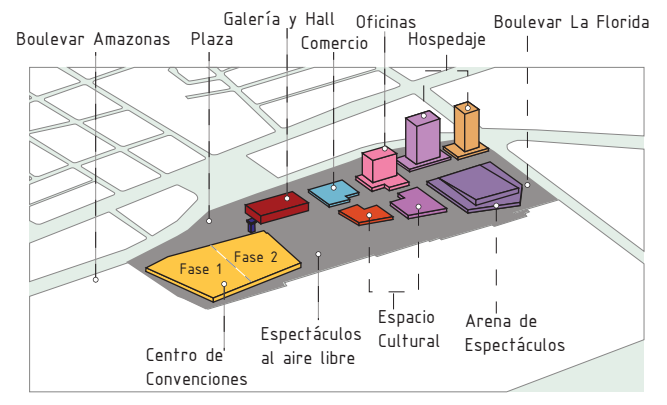 Galería y Hall
Oficinas
Boulevar La Florida
Boulevar Amazonas
Plaza
Comercio
Hospedaje
Fase 1
Fase 2
Centro de
Convenciones
Espectáculos
al aire libre
Espacio
Cultural
Arena de
Espectáculos